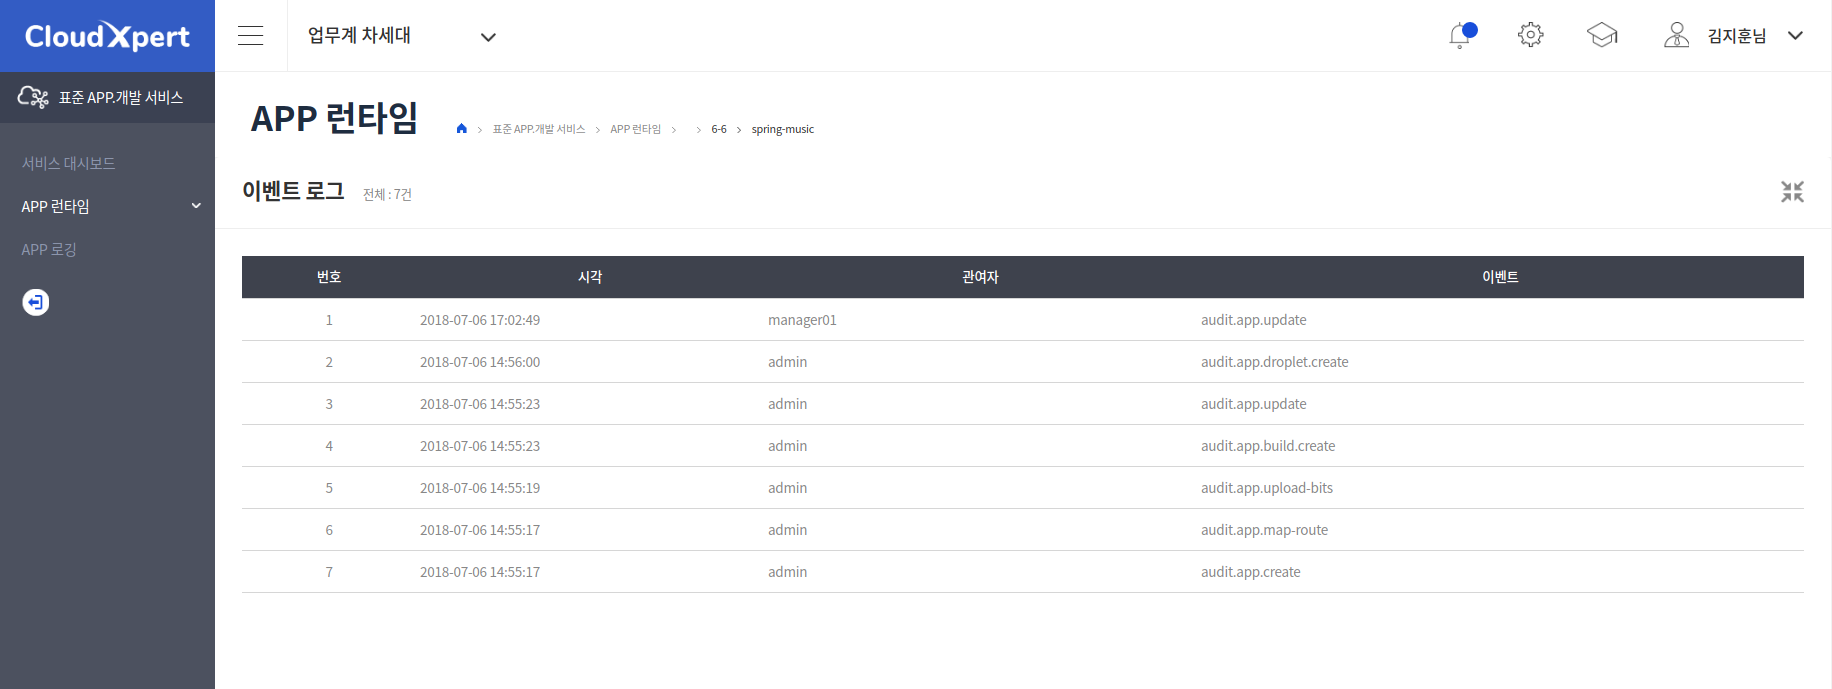 CloudXpert
업무계 차세대
김지훈님
표준 APP.개발 서비스
서비스 대시보드
APP 런타임
APP 로깅
APP 런타임
표준 APP.개발 서비스 > APP 런타임 > > 6-6 > spring-music
이벤트 로그 전체 : 7건
번호 시각 관여자 이벤트
1 2018-07-06 17:02:49 manager01 audit.app.update
2 2018-07-06 14:56:00 admin audit.app.droplet.create
3 2018-07-06 14:55:23 admin audit.app.update
4 2018-07-06 14:55:23 admin audit.app.build.create
5 2018-07-06 14:55:19 admin audit.app.upload-bits
6 2018-07-06 14:55:17 admin audit.app.map-route
7 2018-07-06 14:55:17 admin audit.app.create